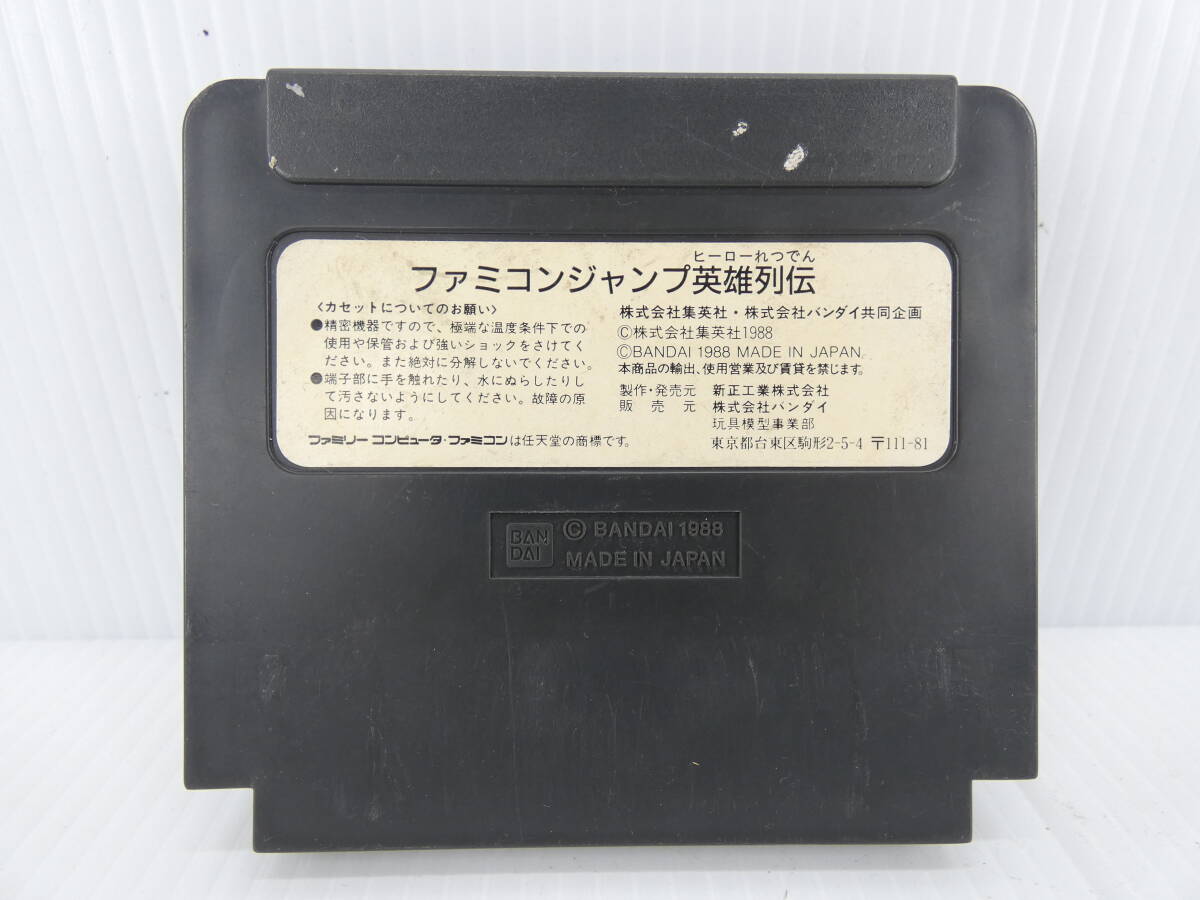 ヒーローれつでん
ファミコンジャンプ英雄列伝
〈カセットについてのお願い〉
●精密機器ですので、極端な温度条件下での
使用や保管および強いショックをさけてく
ださい。また絶対に分解しないでください。
●端子部に手を触れたり、水にぬらしたりし
て汚さないようにしてください。故障の原
因になります。
ファミリーコンピュータ・ファミコンは任天堂の商標です。
株式会社集英社・株式会社バンダイ共同企画
©株式会社集英社1988
©BANDAI 1988 MADE IN JAPAN
本商品の輸出、使用営業及び賃貸を禁じます。
製作・発売元 新正工業株式会社
販売元 株式会社バンダイ
玩具模型事業部
東京都台東区駒形2-5-4 〒111-81
BAN
DAI
© BANDAI 1988
MADE IN JAPAN